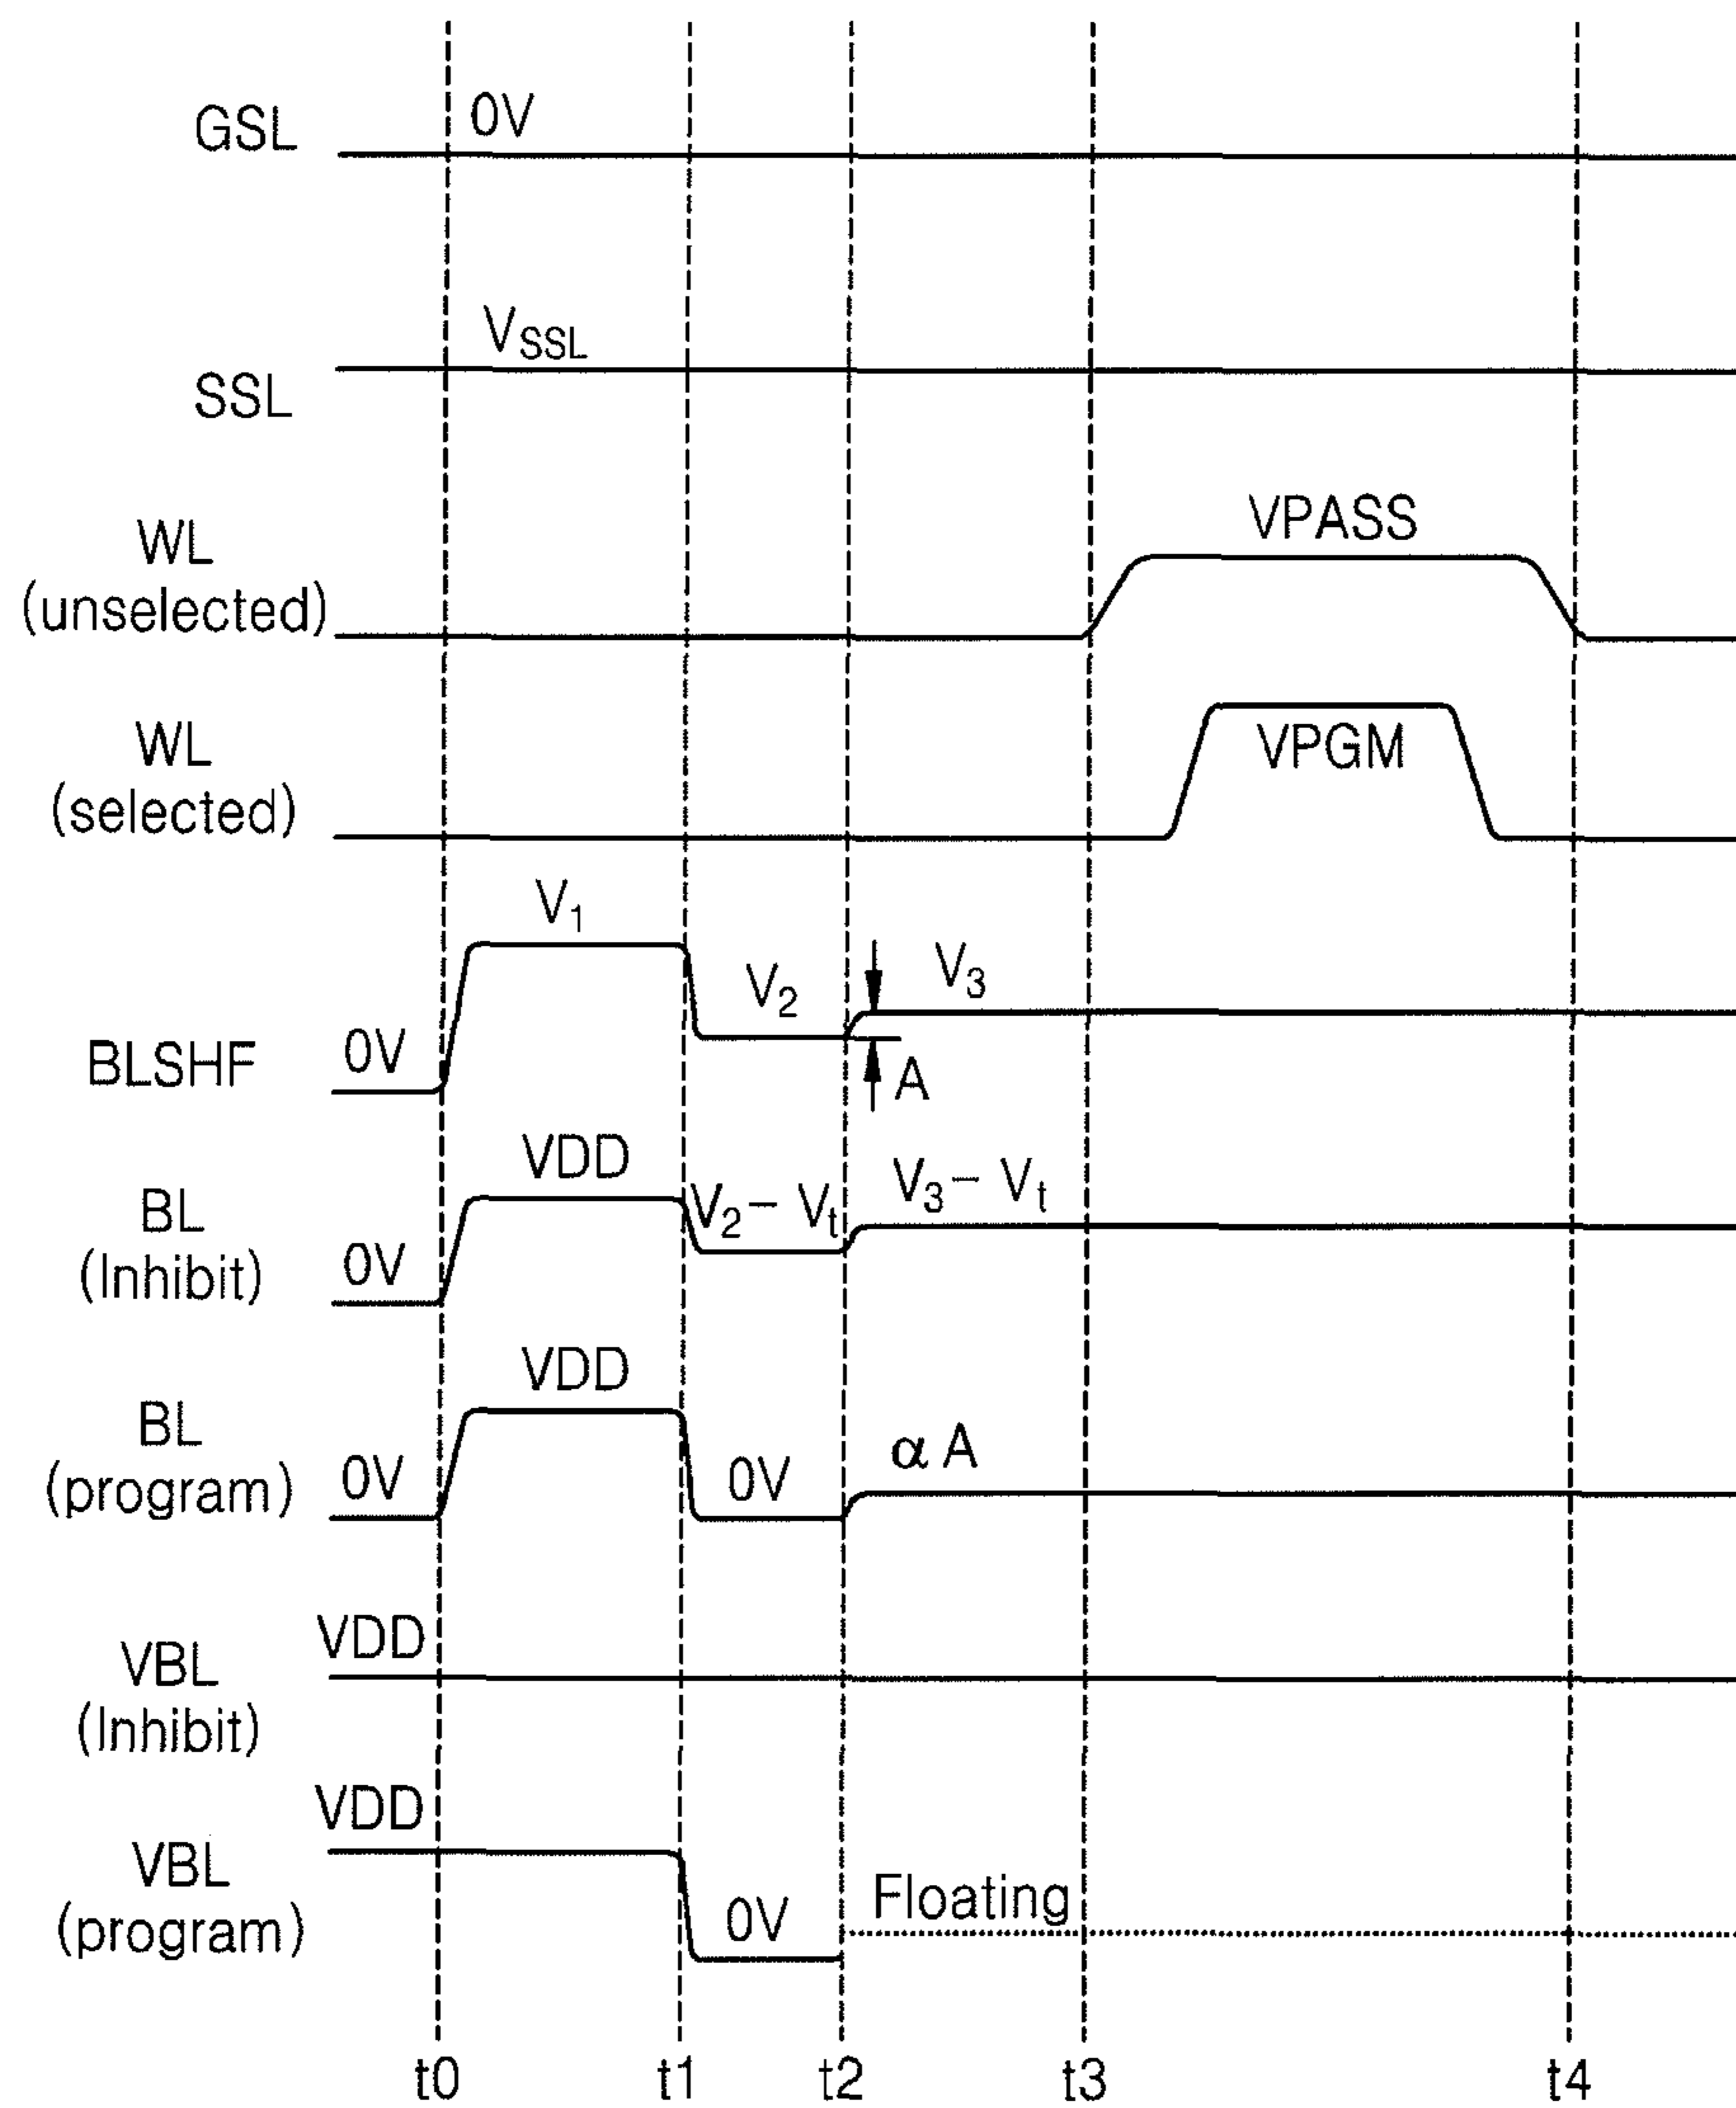 GSL 0V
SSL V_SSL
WL
(unselected)
VPASS
WL
(selected)
VPGM
BLSHF 0V V₁ V₂ V₃ A
BL
(Inhibit)
0V VDD V₂ − Vt V₃ − Vt
BL
(program)
0V VDD 0V α A
VBL
(Inhibit)
VDD
VBL
(program)
VDD 0V Floating
t0 t1 t2 t3 t4